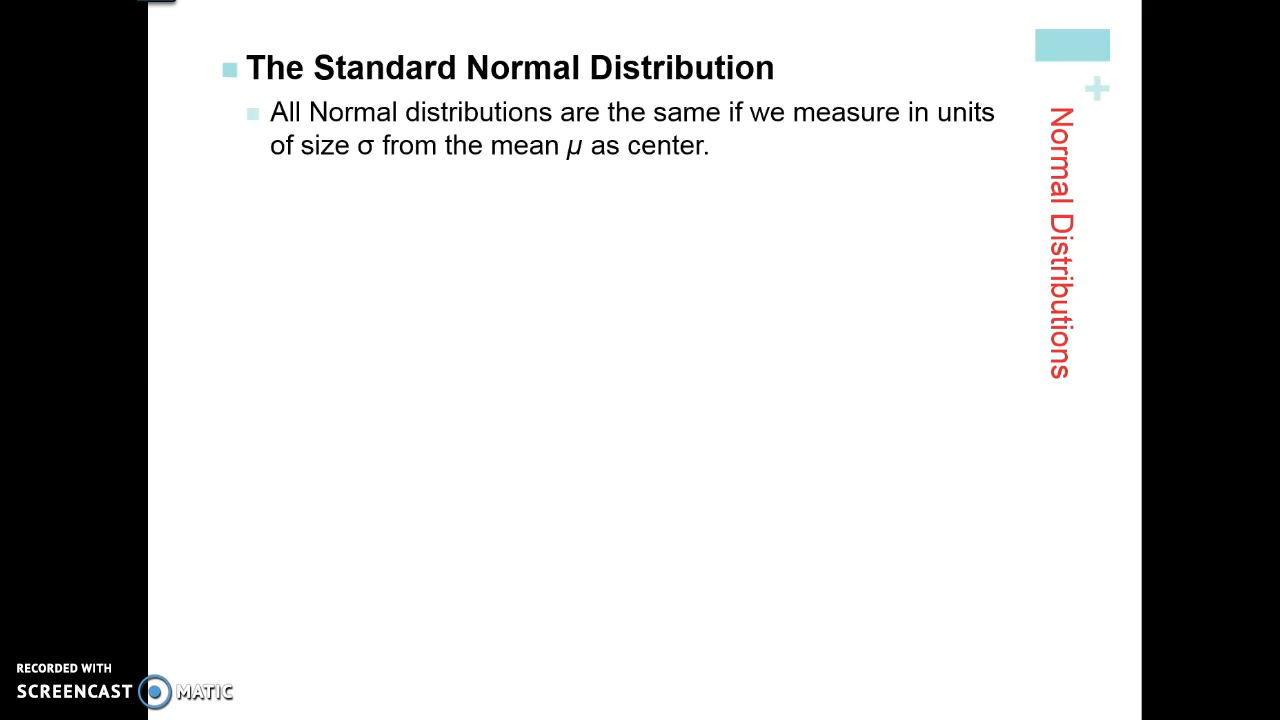 The Standard Normal Distribution
All Normal distributions are the same if we measure in units
of size σ from the mean μ as center.
Normal Distributions
RECORDED WITH
SCREENCAST MATIC